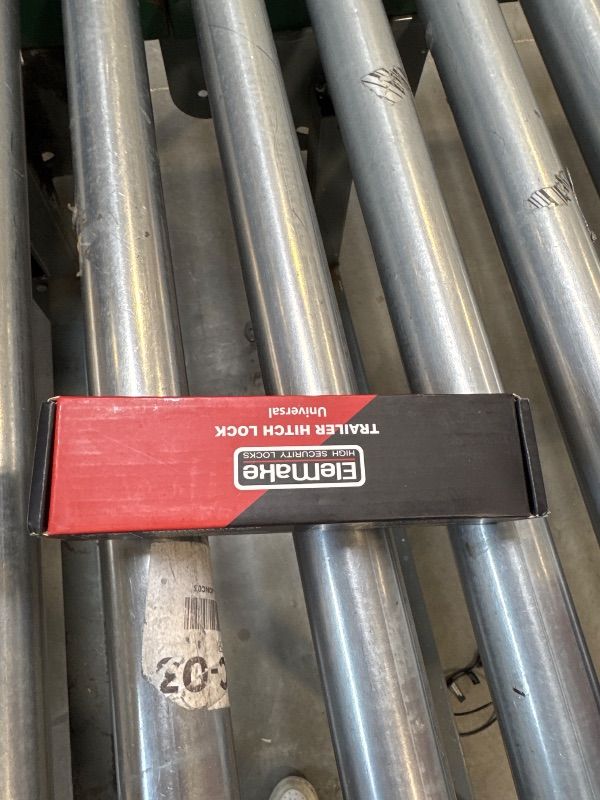 EleMake
HIGH SECURITY LOCKS
TRAILER HITCH LOCK
Universal
C-03